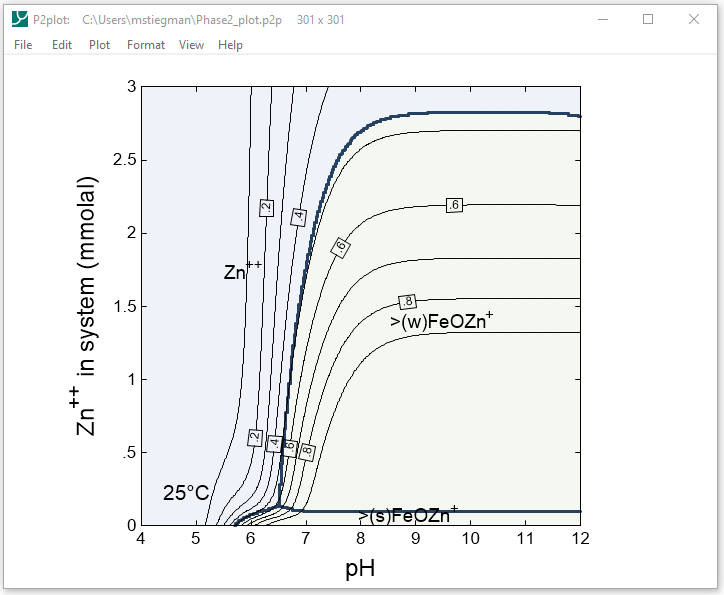 P2plot: C:\Users\mstiegman\Phase2_plot.p2p 301 x 301
File Edit Plot Format View Help
3
2.5
2
1.5
1
.5
0
Zn++ in system (mmolal)
.2
.4
.6
.6
Zn++
.8
>(w)FeOZn+
.2
.4
.6
.8
25°C
>(s)FeOZn+
4 5 6 7 8 9 10 11 12
pH